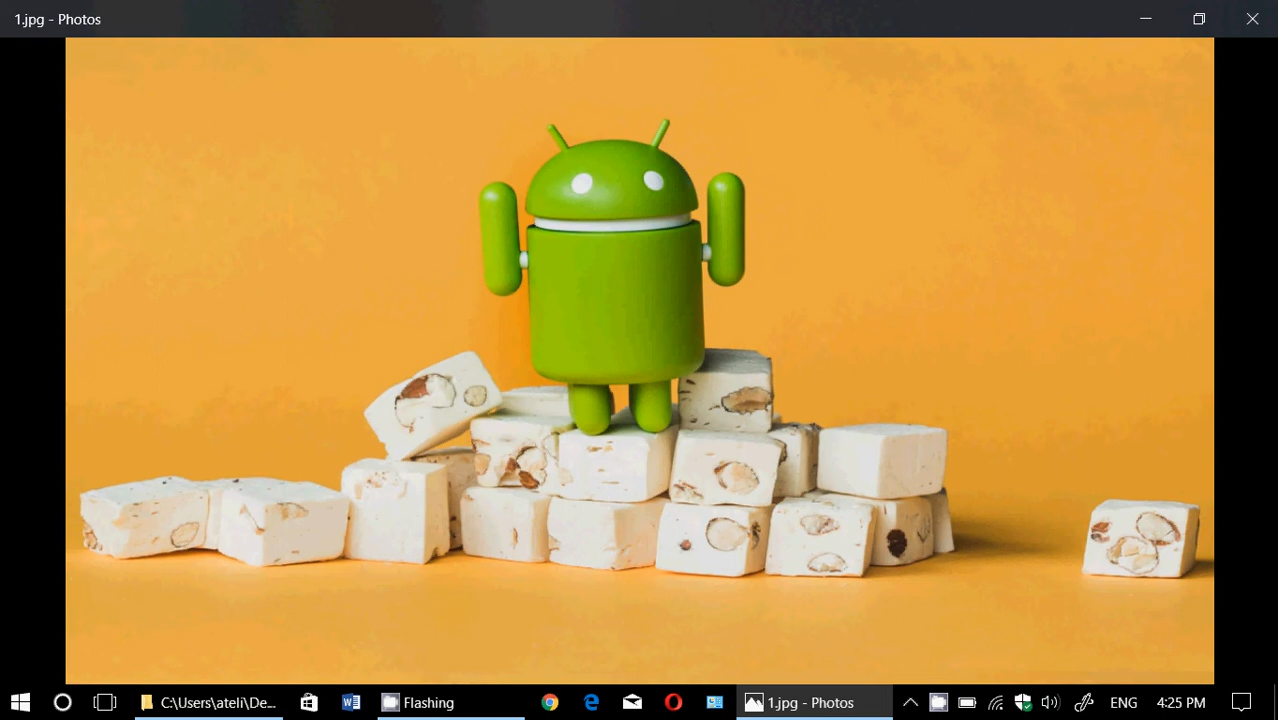 1.jpg - Photos
C:\Users\ateli\De...
Flashing
1.jpg - Photos
ENG
4:25 PM